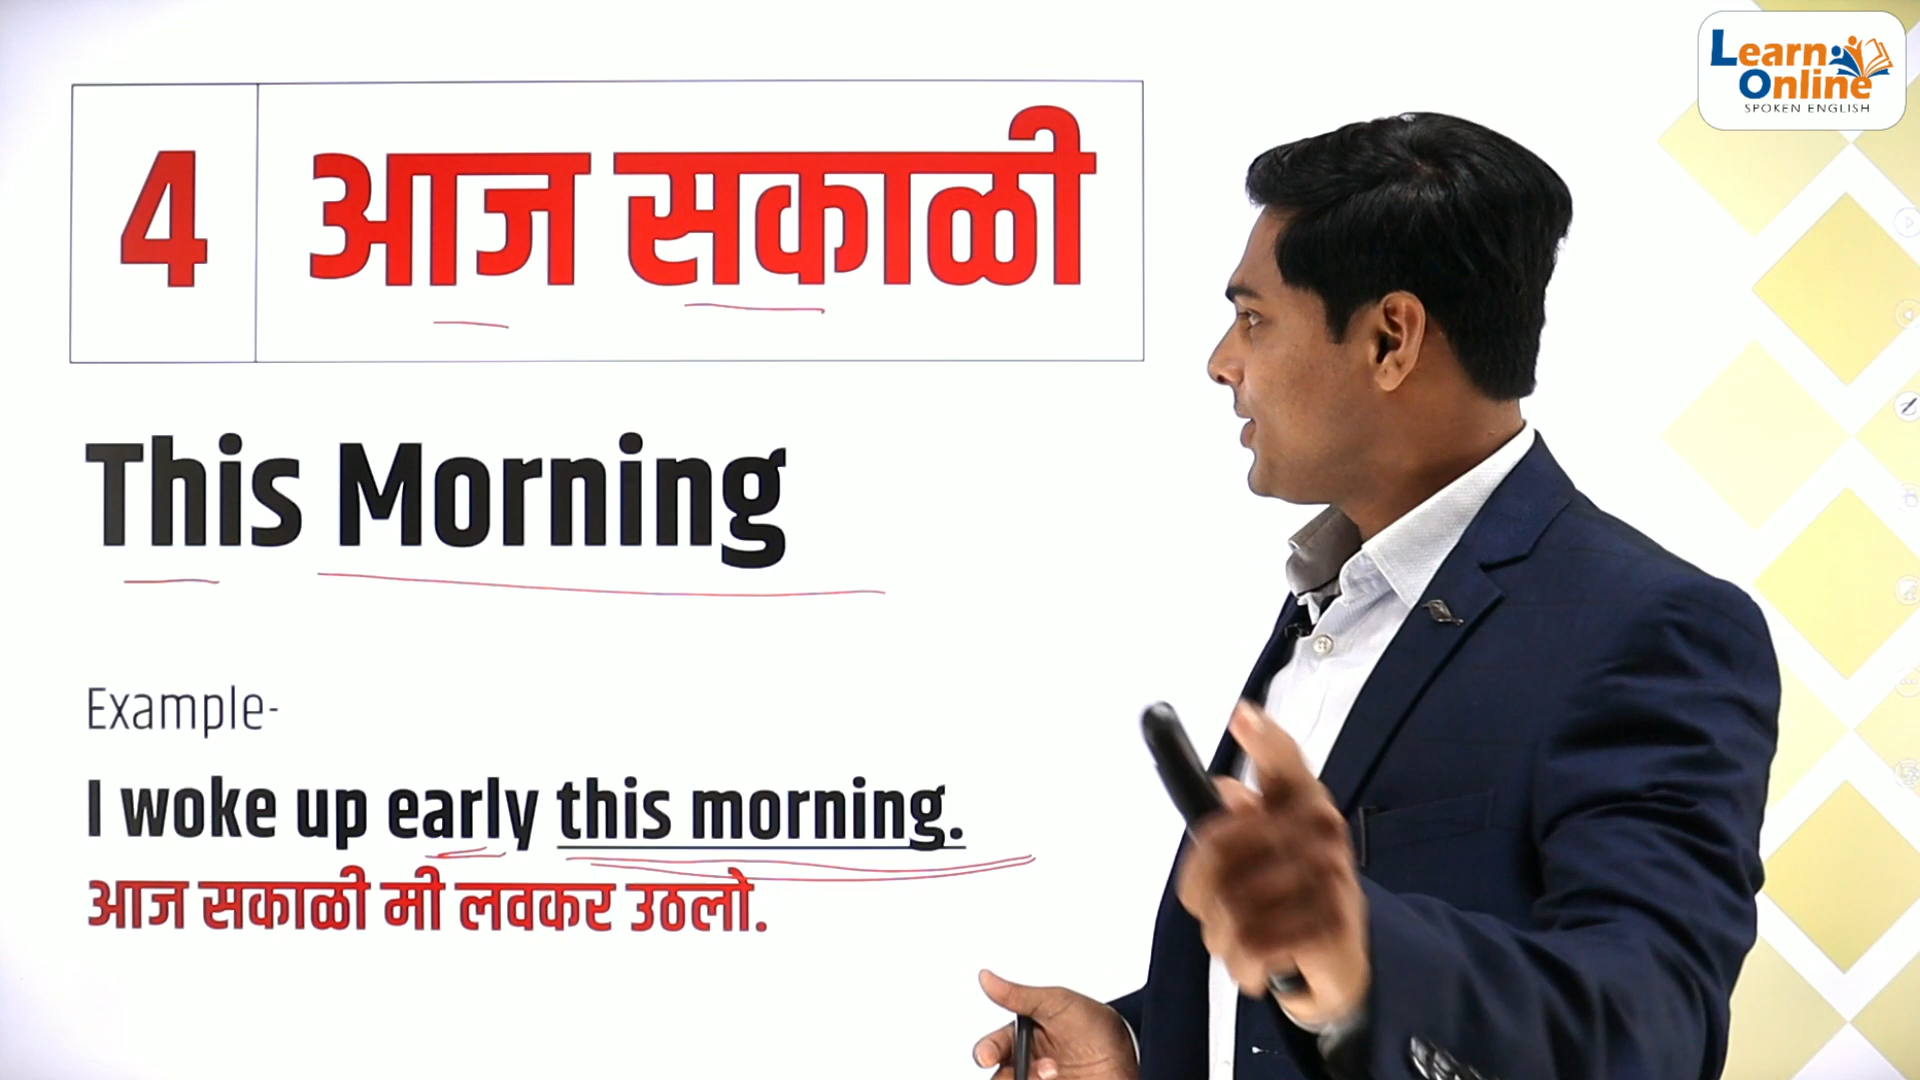 Learn
Online
SPOKEN ENGLISH
4 आज सकाळी
This Morning
Example-
I woke up early this morning.
आज सकाळी मी लवकर उठलो.